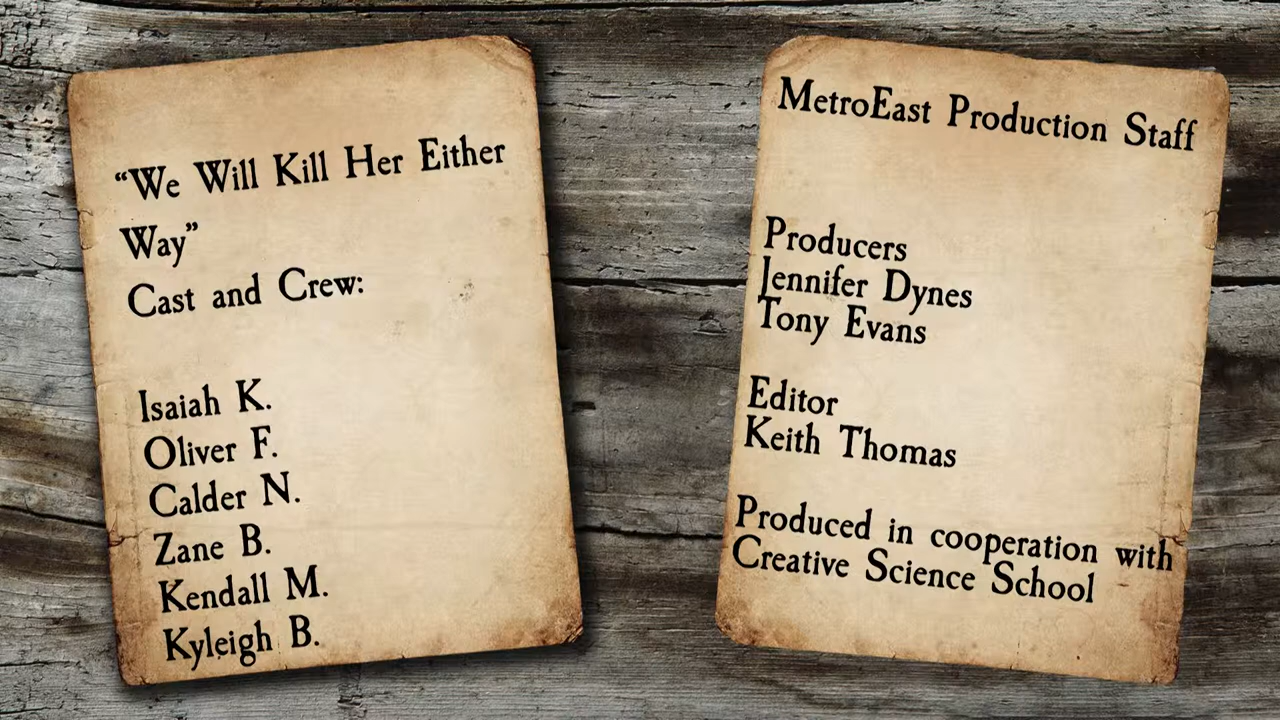 “We Will Kill Her Either
Way”
Cast and Crew:
Isaiah K.
Oliver F.
Calder N.
Zane B.
Kendall M.
Kyleigh B.
MetroEast Production Staff
Producers
Jennifer Dynes
Tony Evans
Editor
Keith Thomas
Produced in cooperation with
Creative Science School